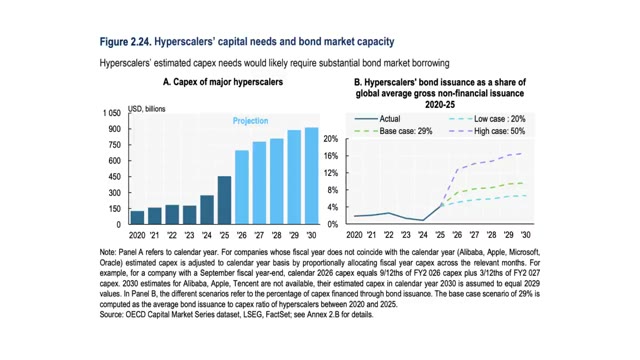 Figure 2.24. Hyperscalers' capital needs and bond market capacity
Hyperscalers' estimated capex needs would likely require substantial bond market borrowing
A. Capex of major hyperscalers
USD, billions
1 050
900
750
600
450
300
150
0
Projection
2020 '21 '22 '23 '24 '25 '26 '27 '28 '29 '30
B. Hyperscalers' bond issuance as a share of
global average gross non-financial issuance
2020-25
Actual
Low case : 20%
Base case: 29%
High case: 50%
20%
16%
12%
8%
4%
0%
2020 '21 '22 '23 '24 '25 '26 '27 '28 '29 '30
Note: Panel A refers to calendar year. For companies whose fiscal year does not coincide with the calendar year (Alibaba, Apple, Microsoft,
Oracle) estimated capex is adjusted to calendar year basis by proportionally allocating fiscal year capex across the relevant months. For
example, for a company with a September fiscal year-end, calendar 2026 capex equals 9/12ths of FY2 026 capex plus 3/12ths of FY2 027
capex. 2030 estimates for Alibaba, Apple, Tencent are not available, their estimated capex in calendar year 2030 is assumed to equal 2029
values. In Panel B, the different scenarios refer to the percentage of capex financed through bond issuance. The base case scenario of 29% is
computed as the average bond issuance to capex ratio of hyperscalers between 2020 and 2025.
Source: OECD Capital Market Series dataset, LSEG, FactSet; see Annex 2.B for details.